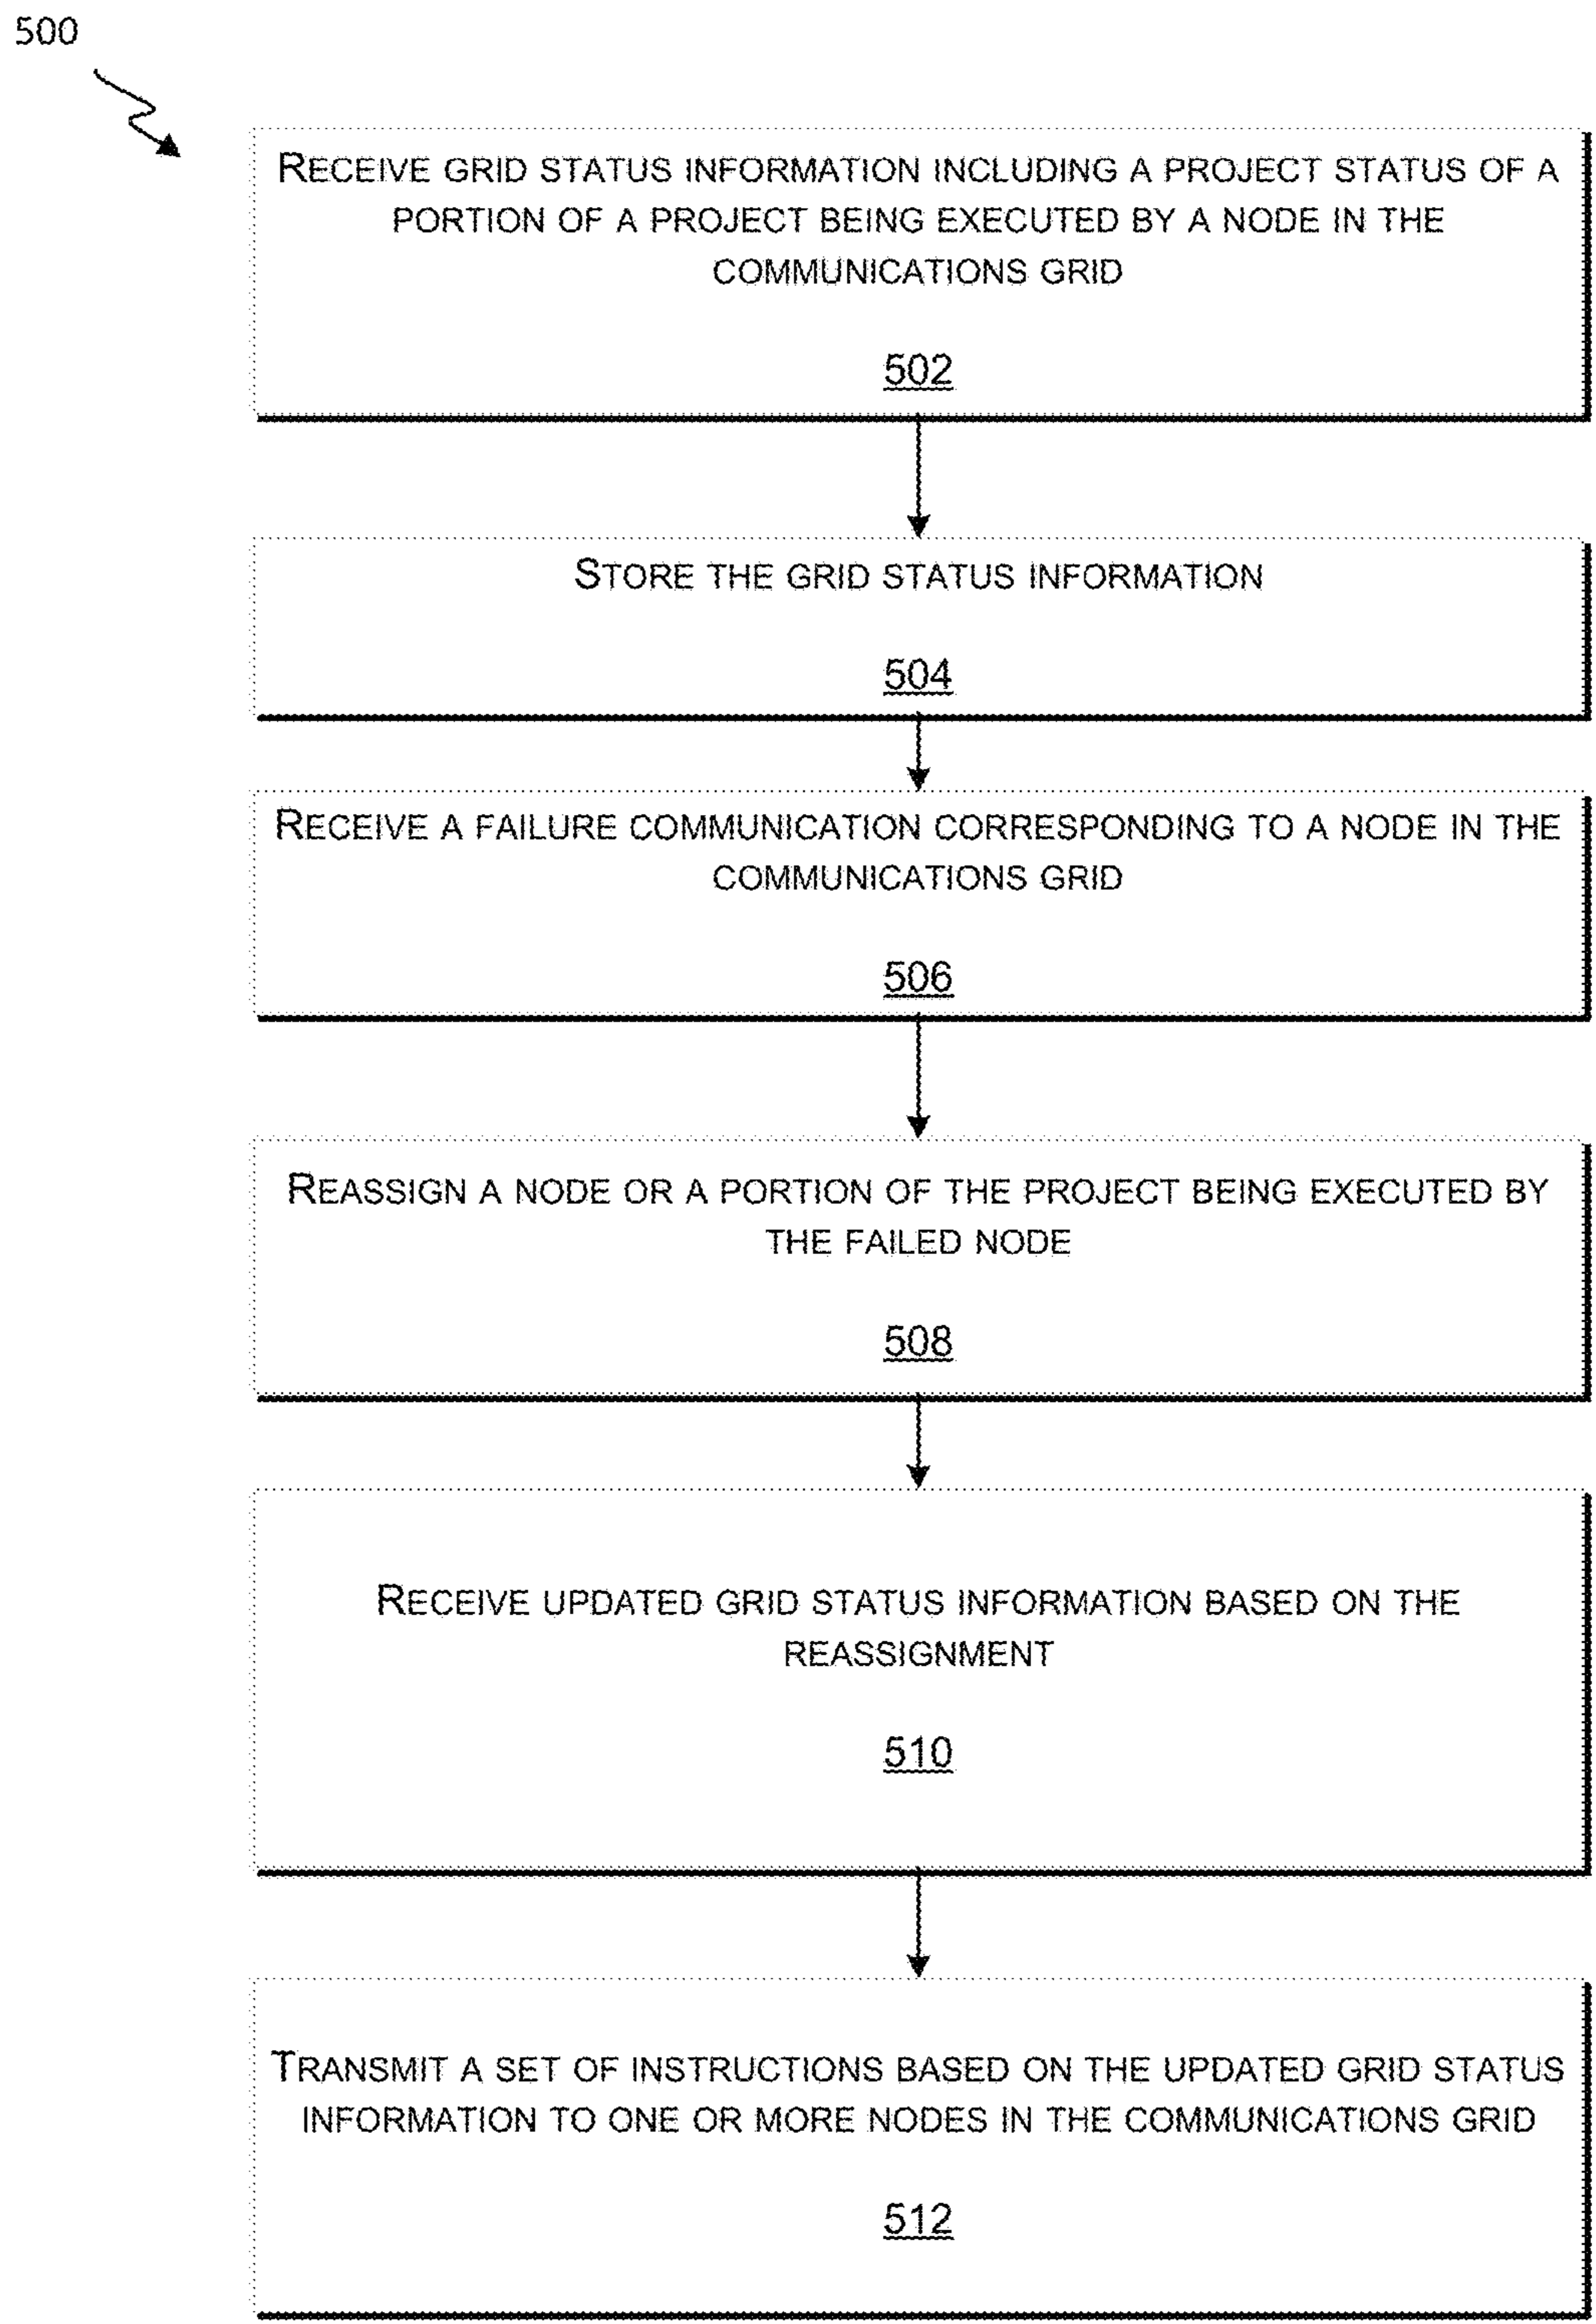 500
RECEIVE GRID STATUS INFORMATION INCLUDING A PROJECT STATUS OF A
PORTION OF A PROJECT BEING EXECUTED BY A NODE IN THE
COMMUNICATIONS GRID
502
STORE THE GRID STATUS INFORMATION
504
RECEIVE A FAILURE COMMUNICATION CORRESPONDING TO A NODE IN THE
COMMUNICATIONS GRID
506
REASSIGN A NODE OR A PORTION OF THE PROJECT BEING EXECUTED BY
THE FAILED NODE
508
RECEIVE UPDATED GRID STATUS INFORMATION BASED ON THE
REASSIGNMENT
510
TRANSMIT A SET OF INSTRUCTIONS BASED ON THE UPDATED GRID STATUS
INFORMATION TO ONE OR MORE NODES IN THE COMMUNICATIONS GRID
512